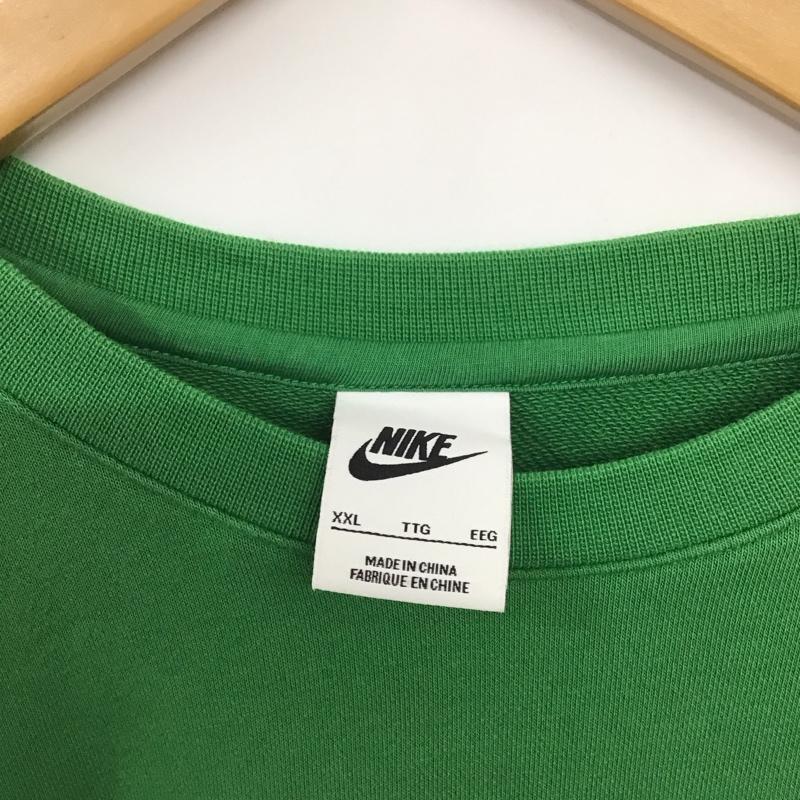 NIKE
XXL TTG EEG
MADE IN CHINA
FABRIQUE EN CHINE